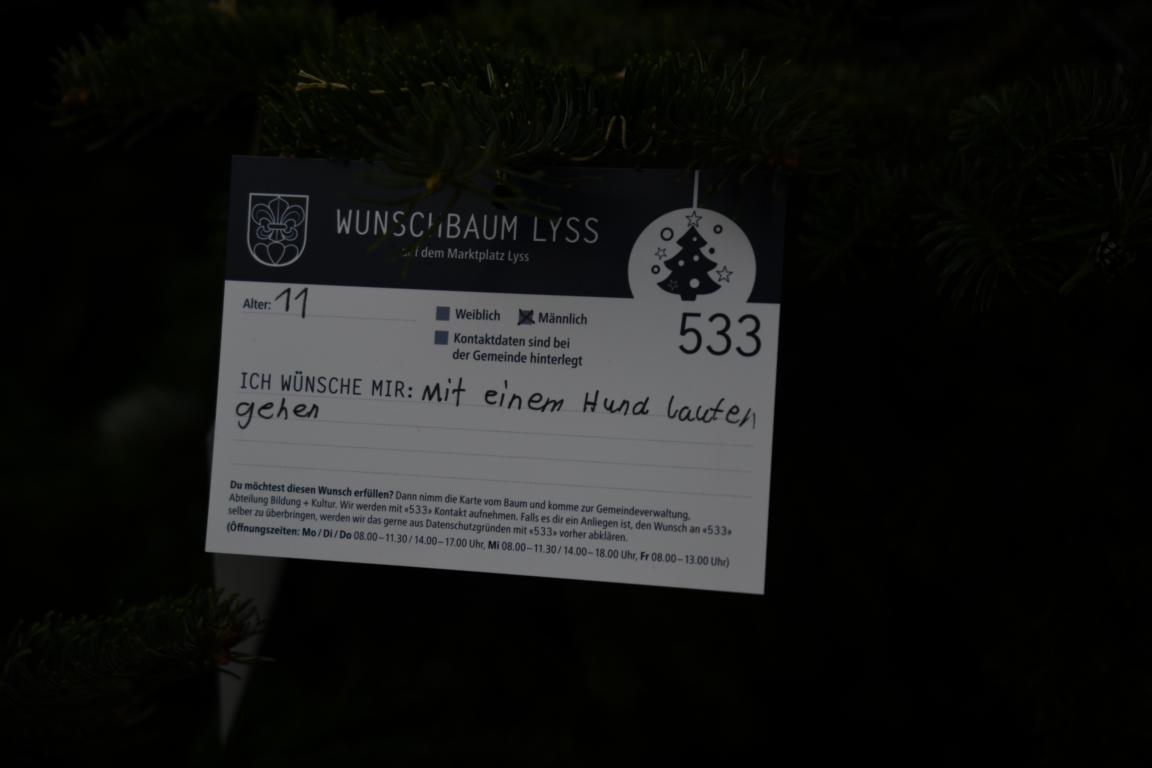 WUNSCHBAUM LYSS
auf dem Marktplatz Lyss
Alter: 11
Weiblich Männlich
Kontaktdaten sind bei
der Gemeinde hinterlegt
533
ICH WÜNSCHE MIR: Mit einem Hund laufen
gehen
Du möchtest diesen Wunsch erfüllen? Dann nimm die Karte vom Baum und komme zur Gemeindeverwaltung,
Abteilung Bildung + Kultur. Wir werden mit «533» Kontakt aufnehmen. Falls es dir ein Anliegen ist, den Wunsch an «533»
selber zu überbringen, werden wir das gerne aus Datenschutzgründen mit «533» vorher abklären.
(Öffnungszeiten: Mo / Di / Do 08.00 – 11.30 / 14.00 – 17.00 Uhr, Mi 08.00 – 11.30 / 14.00 – 18.00 Uhr, Fr 08.00 – 13.00 Uhr)